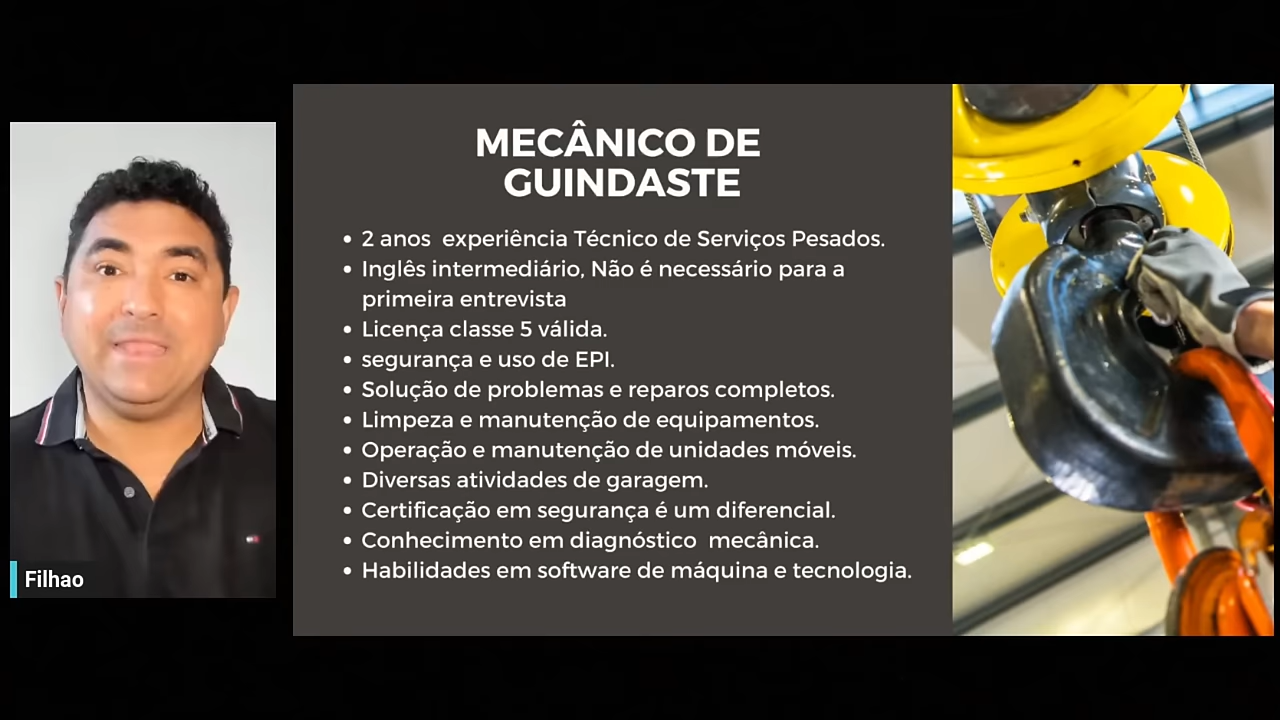 MECÂNICO DE
GUINDASTE
2 anos experiência Técnico de Serviços Pesados.
Inglês intermediário, Não é necessário para a
primeira entrevista
Licença classe 5 válida.
segurança e uso de EPI.
Solução de problemas e reparos completos.
Limpeza e manutenção de equipamentos.
Operação e manutenção de unidades móveis.
Diversas atividades de garagem.
Certificação em segurança é um diferencial.
Conhecimento em diagnóstico mecânica.
Habilidades em software de máquina e tecnologia.
Filhao